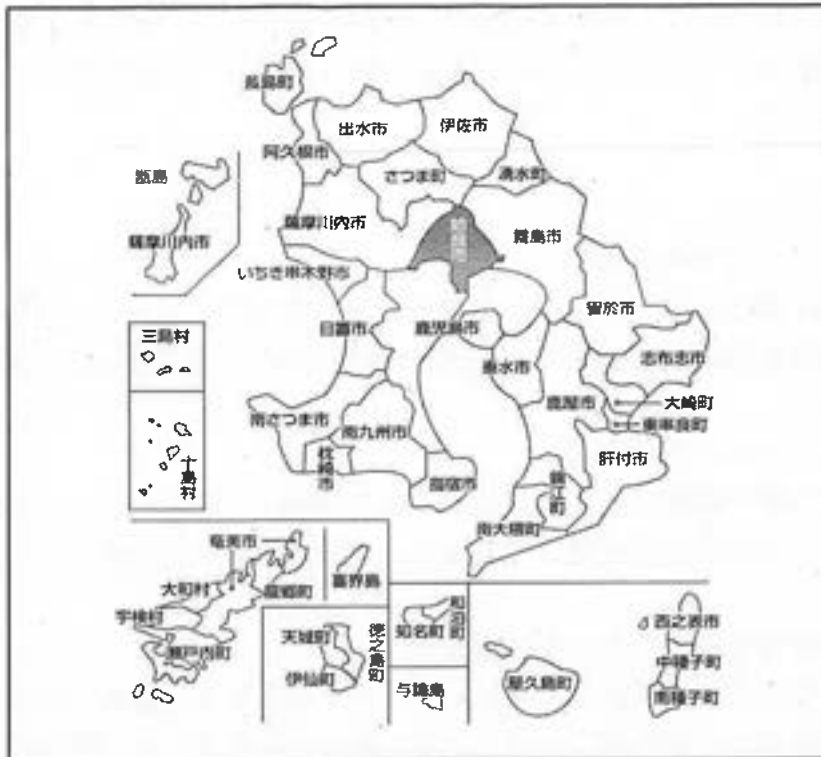 長島町
出水市
伊佐市
阿久根市
さつま町
湧水町
甑島
薩摩川内市
薩摩川内市
霧島市
いちき串木野市
日置市
鹿児島市
曽於市
三島村
垂水市
志布志市
鹿屋市
大崎町
東串良町
南さつま市
南九州市
枕崎市
指宿市
肝付市
錦江町
十島村
南大隅町
奄美市
大和村
龍郷町
喜界島
宇検村
瀬戸内町
天城町
徳之島町
伊仙町
和泊町
知名町
与論島
屋久島町
西之表市
中種子町
南種子町